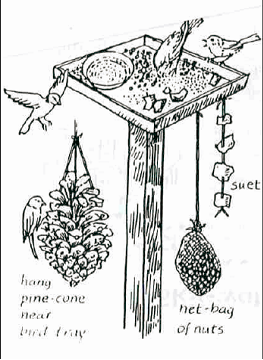 suet
hang
pine-cone
near
bird tray
net-bag
of nuts